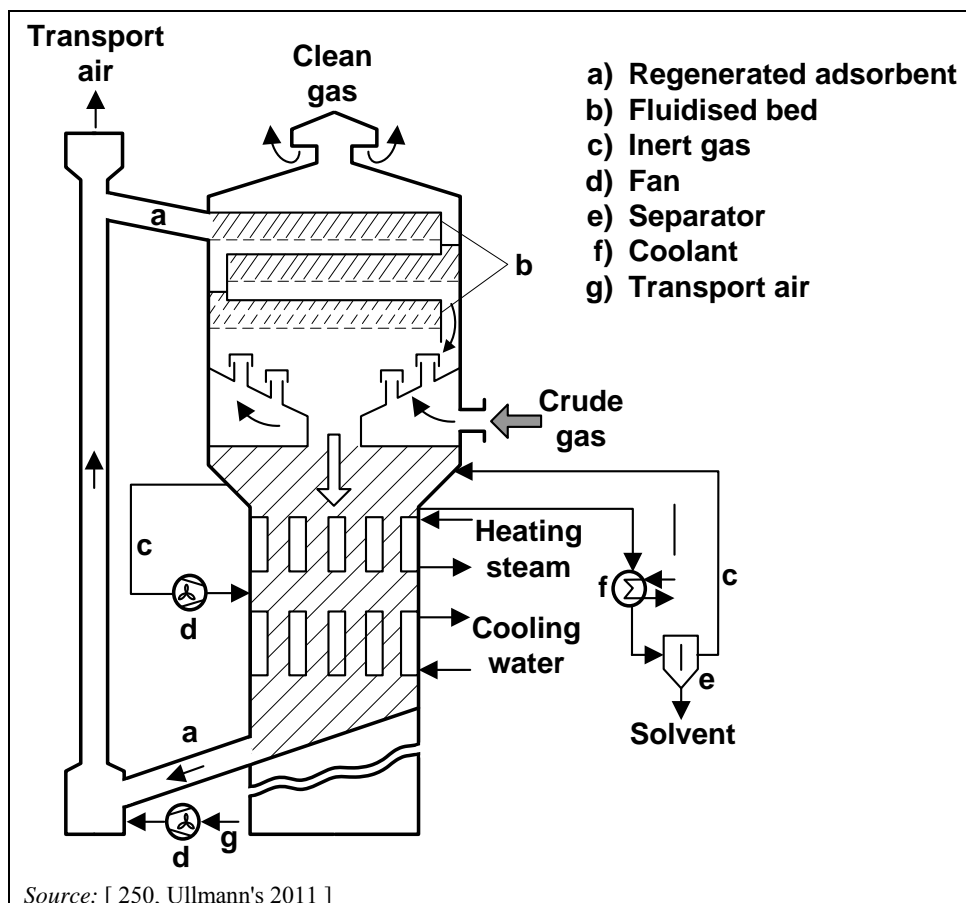 Transport
air
Clean
gas
a) Regenerated adsorbent
b) Fluidised bed
c) Inert gas
d) Fan
e) Separator
f) Coolant
g) Transport air
a
b
Crude
gas
c
d
Heating
steam
Cooling
water
f
c
e
Solvent
a
d
g
Source: [ 250, Ullmann's 2011 ]